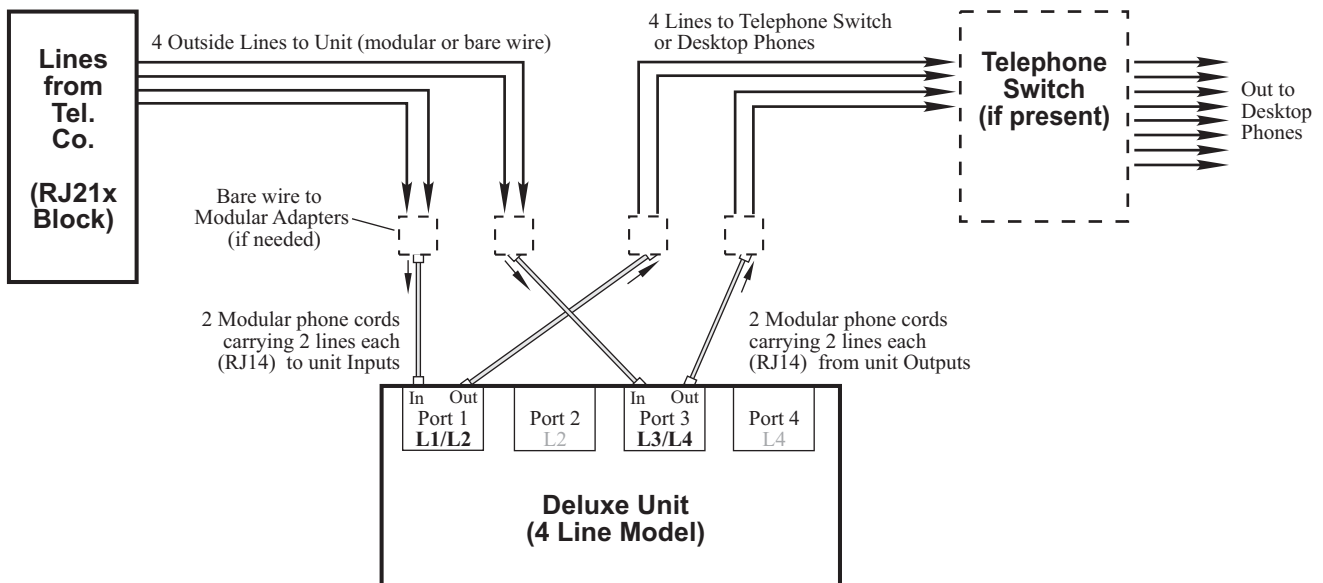 Lines
from
Tel.
Co.
(RJ21x
Block)
4 Outside Lines to Unit (modular or bare wire)
4 Lines to Telephone Switch
or Desktop Phones
Telephone
Switch
(if present)
Out to
Desktop
Phones
Bare wire to
Modular Adapters
(if needed)
2 Modular phone cords
carrying 2 lines each
(RJ14)  to unit Inputs
2 Modular phone cords
carrying 2 lines each
(RJ14)  from unit Outputs
In Out
Port 1
L1/L2
Port 2
L2
In Out
Port 3
L3/L4
Port 4
L4
Deluxe Unit
(4 Line Model)